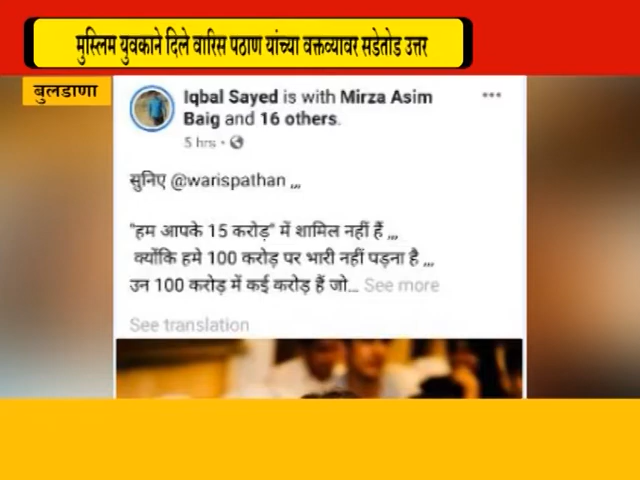 मुस्लिम युवकाने दिले वारिस पठाण यांच्या वक्तव्यावर सडेतोड उत्तर
बुलडाणा
Iqbal Sayed is with Mirza Asim
Baig and 16 others.
5 hrs ·
सुनिए @warispathan ,,,
"हम आपके 15 करोड़" में शामिल नहीं हैं ,,,
क्योंकि हमे 100 करोड़ पर भारी नहीं पड़ना है ,,,
उन 100 करोड़ में कई करोड़ हैं जो... See more
See translation